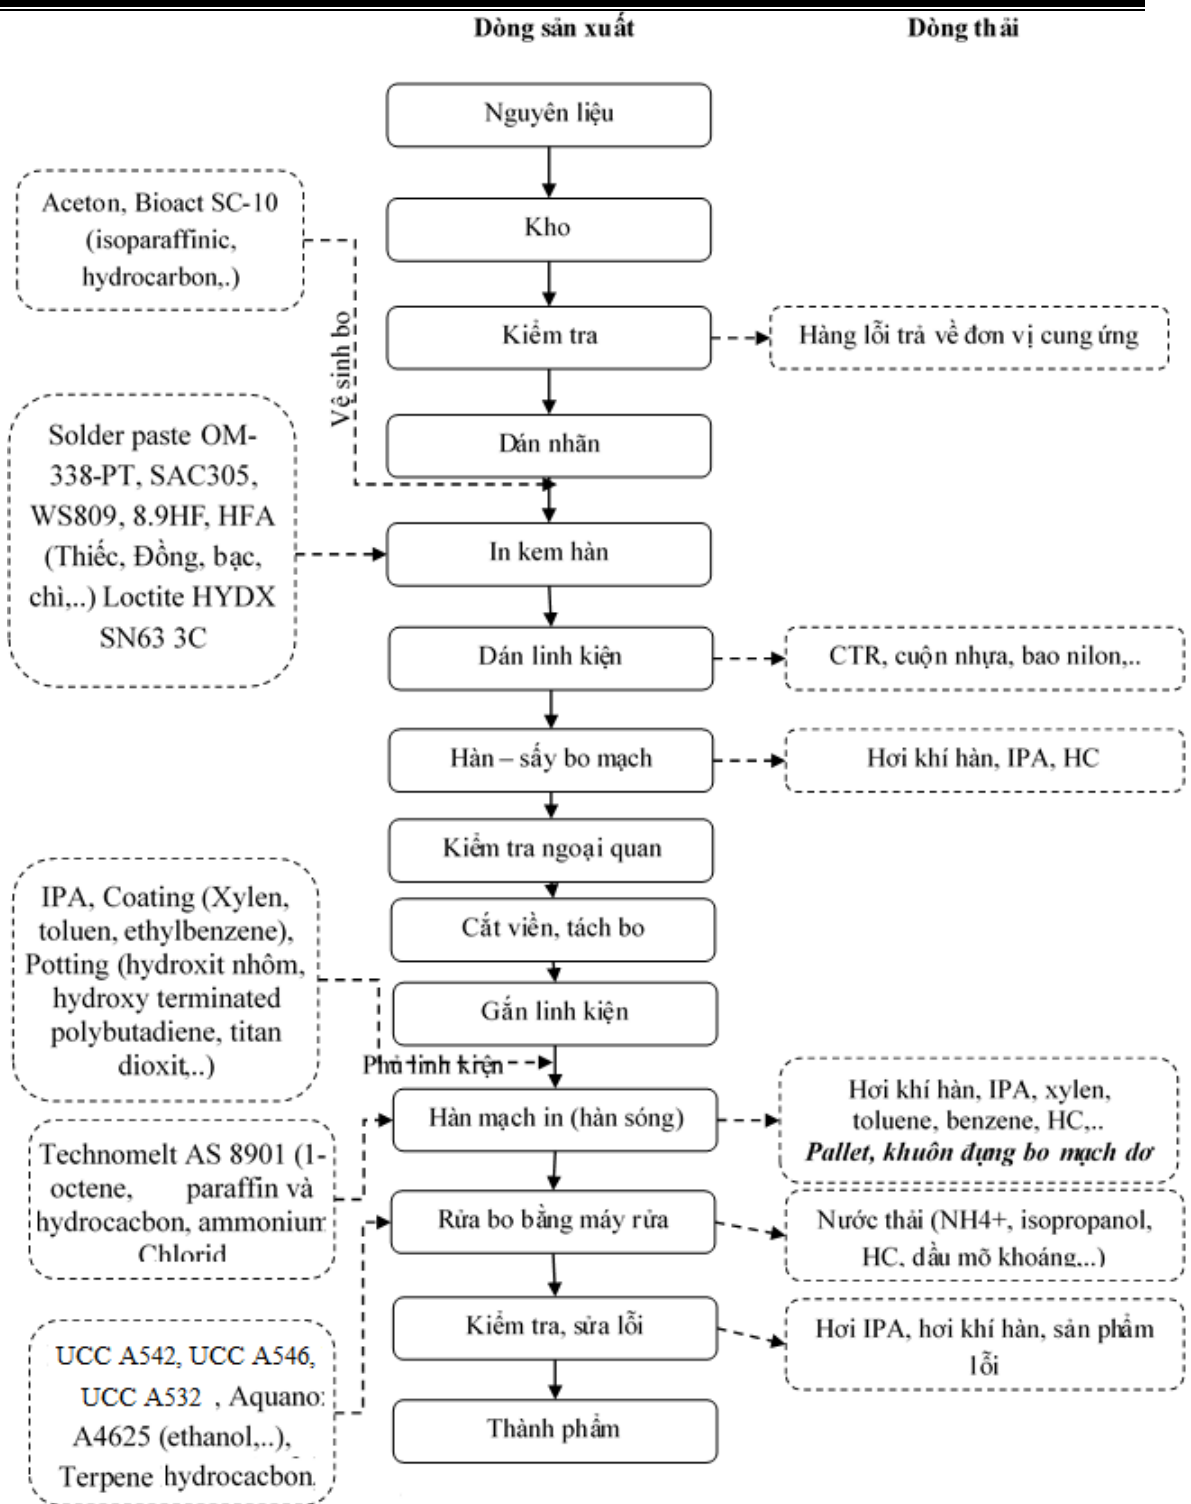 Dòng sản xuất
Dòng thải
Nguyên liệu
Aceton, Bioact SC-10
(isoparaffinic,
hydrocarbon,.)
Kho
Vệ sinh bo
Kiểm tra
Hàng lỗi trả về đơn vị cung ứng
Dán nhãn
Solder paste OM-
338-PT, SAC305,
WS809, 8.9HF, HFA
(Thiếc, Đồng, bạc,
chì,..) Loctite HYDX
SN63 3C
In kem hàn
Dán linh kiện
CTR, cuộn nhựa, bao nilon,..
Hàn – sấy bo mạch
Hơi khí hàn, IPA, HC
Kiểm tra ngoại quan
Cắt viền, tách bo
IPA, Coating (Xylen,
toluen, ethylbenzene),
Potting (hydroxit nhôm,
hydroxy terminated
polybutadiene, titan
dioxit,..)
Gắn linh kiện
Phủ linh kiện
Hàn mạch in (hàn sóng)
Hơi khí hàn, IPA, xylen,
toluene, benzene, HC,..
Pallet, khuôn đựng bo mạch dơ
Technomelt AS 8901 (1-
octene, paraffin và
hydrocacbon, ammonium
Chlorid
Rửa bo bằng máy rửa
Nước thải (NH4+, isopropanol,
HC, dầu mỡ khoáng,..)
Kiểm tra, sửa lỗi
Hơi IPA, hơi khí hàn, sản phẩm
lỗi
UCC A542, UCC A546,
UCC A532 , Aquano
A4625 (ethanol,..),
Terpene hydrocacbon
Thành phẩm